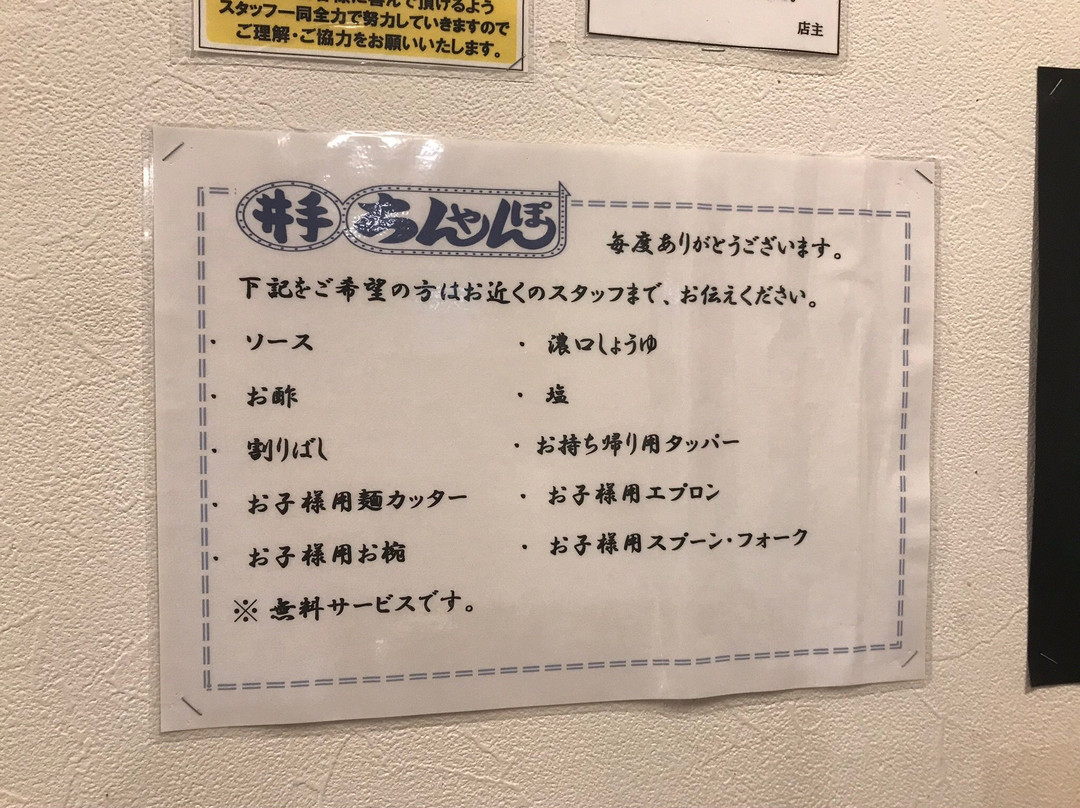 スタッフ一同全力で努力していきますので
ご理解・ご協力をお願いいたします。
店主
井手 ちゃんぽん
毎度ありがとうございます。
下記をご希望の方はお近くのスタッフまで、お伝えください。
・ ソース
・ 濃口しょうゆ
・ お酢
・ 塩
・ 割りばし
・ お持ち帰り用タッパー
・ お子様用麺カッター
・ お子様用エプロン
・ お子様用お椀
・ お子様用スプーン・フォーク
※ 無料サービスです。